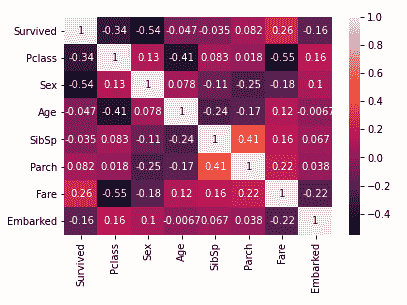 Survived 1 -0.34 -0.54 -0.047 -0.035 0.082 0.26 -0.16
Pclass -0.34 1 0.13 -0.41 0.083 0.018 -0.55 0.16
Sex -0.54 0.13 1 0.078 -0.11 -0.25 -0.18 0.1
Age -0.047 -0.41 0.078 1 -0.24 -0.17 0.12 -0.0067
SibSp -0.035 0.083 -0.11 -0.24 1 0.41 0.16 0.067
Parch 0.082 0.018 -0.25 -0.17 0.41 1 0.22 0.038
Fare 0.26 -0.55 -0.18 0.12 0.16 0.22 1 -0.22
Embarked -0.16 0.16 0.1 -0.0067 0.067 0.038 -0.22 1
Survived Pclass Sex Age SibSp Parch Fare Embarked
1.0
0.8
0.6
0.4
0.2
0.0
-0.2
-0.4